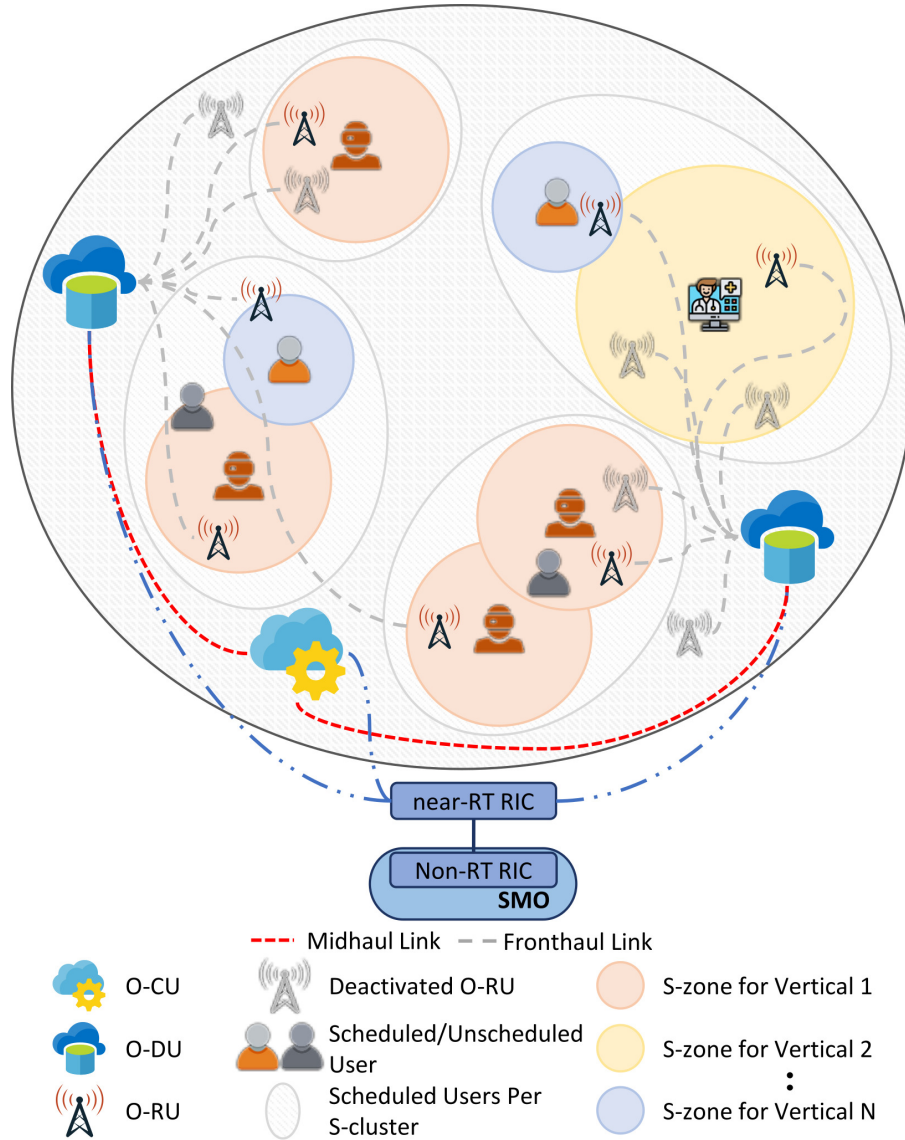 near-RT RIC
Non-RT RIC
SMO
Midhaul Link
Fronthaul Link
O-CU
Deactivated O-RU
S-zone for Vertical 1
O-DU
Scheduled/Unscheduled
User
S-zone for Vertical 2
O-RU
Scheduled Users Per
S-cluster
S-zone for Vertical N